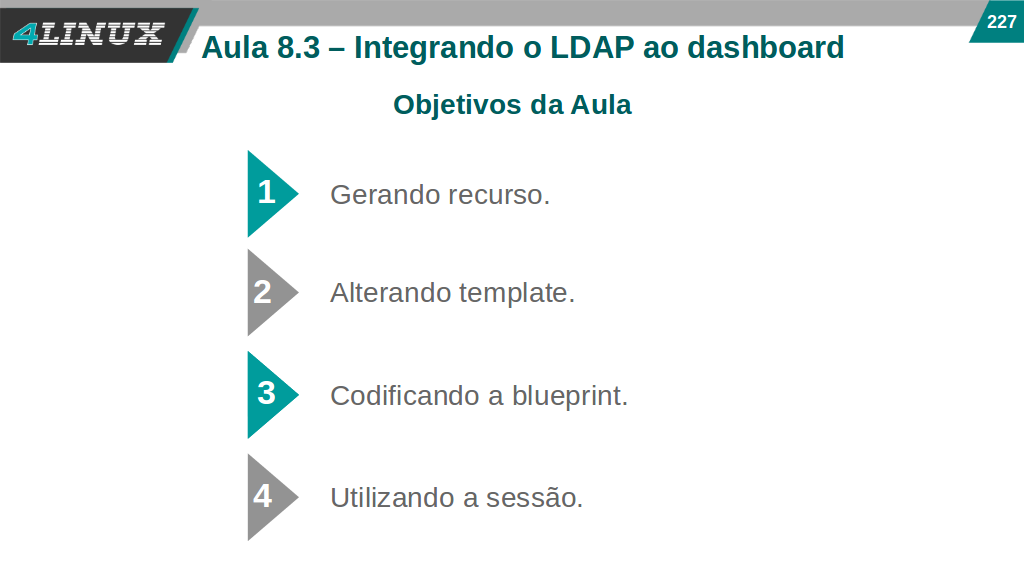 4LINUX
227
Aula 8.3 – Integrando o LDAP ao dashboard
Objetivos da Aula
1 Gerando recurso.
2 Alterando template.
3 Codificando a blueprint.
4 Utilizando a sessão.